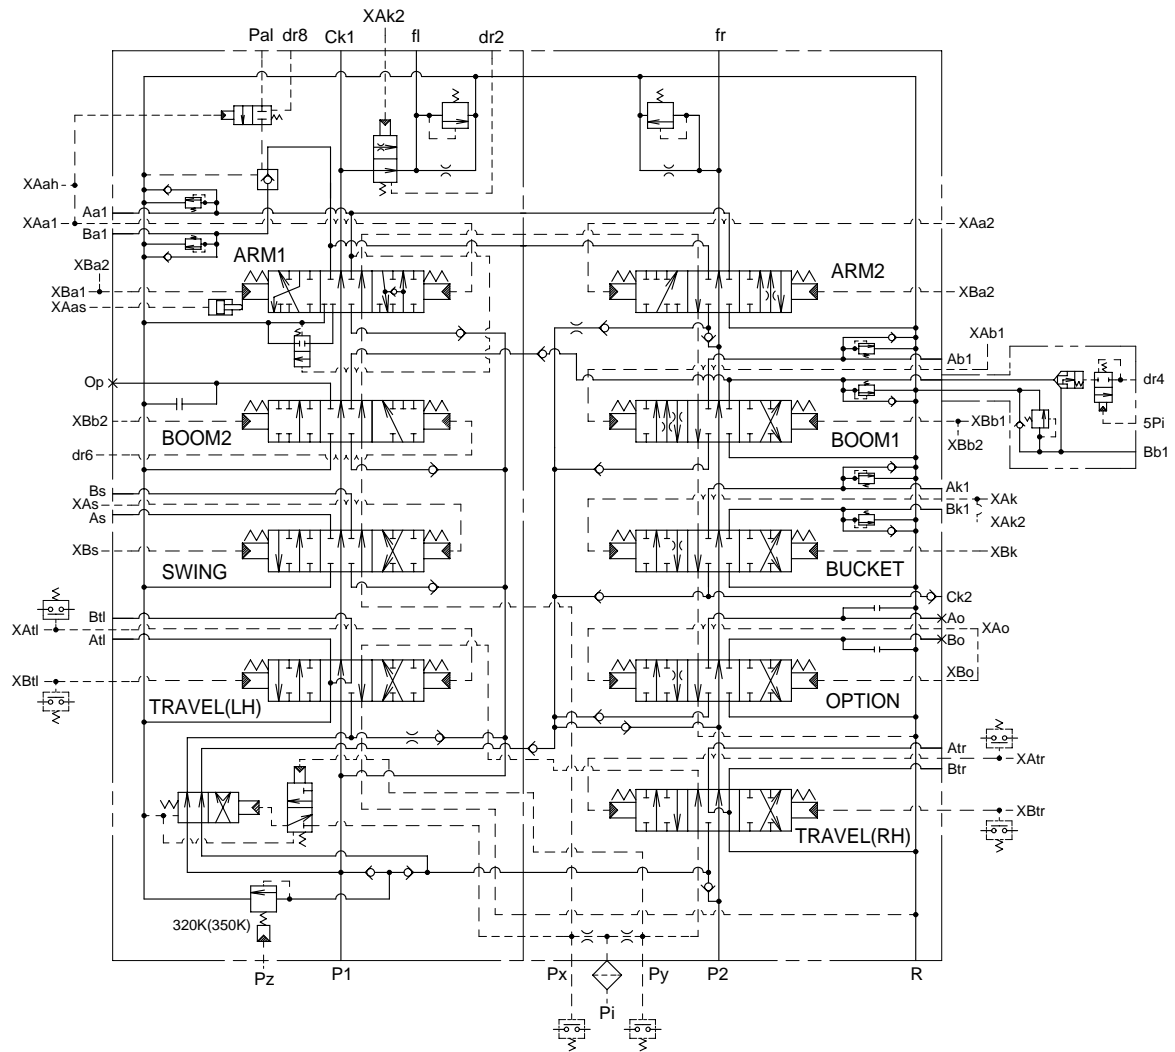 XAk2
Pal dr8 Ck1 fl dr2 fr
XAah
Aa1
XAa1 XAa2
Ba1
ARM1 ARM2
XBa2
XBa1 XBa2
XAas
XAb1
Ab1
Op dr4
XBb2 XBb1 5Pi
BOOM2 BOOM1
XBb2
dr6 Bb1
Bs Ak1
XAs XAk
As Bk1
XAk2
XBs XBk
SWING BUCKET
Ck2
Btl Ao
XAtl XAo
Atl Bo
XBtl XBo
TRAVEL(LH) OPTION
Atr
XAtr
Btr
XBtr
TRAVEL(RH)
320K(350K)
Pz P1 Px Py P2 R
Pi